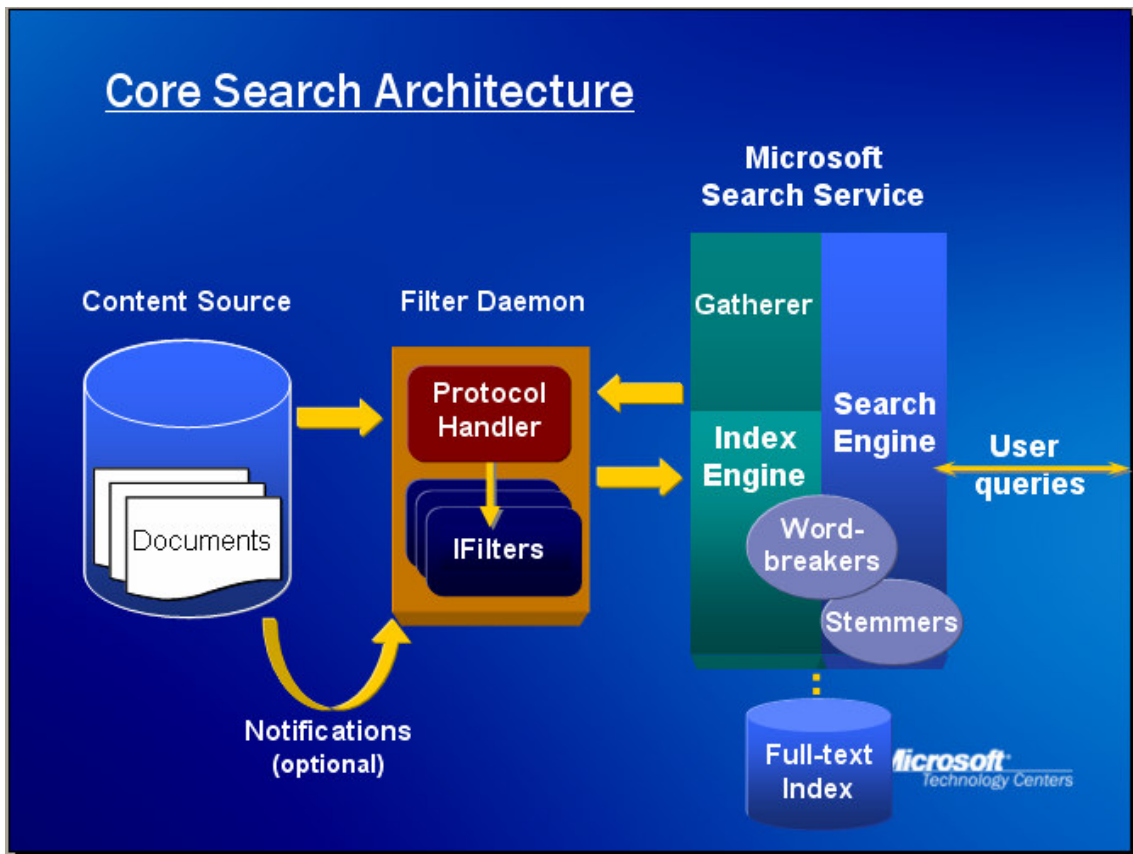 Core Search Architecture
Microsoft
Search Service
Content Source
Filter Daemon
Gatherer
Protocol
Handler
Search
Engine
Index
Engine
User
queries
Documents
IFilters
Word-
breakers
Stemmers
Notifications
(optional)
Full-text
Index
Microsoft
Technology Centers